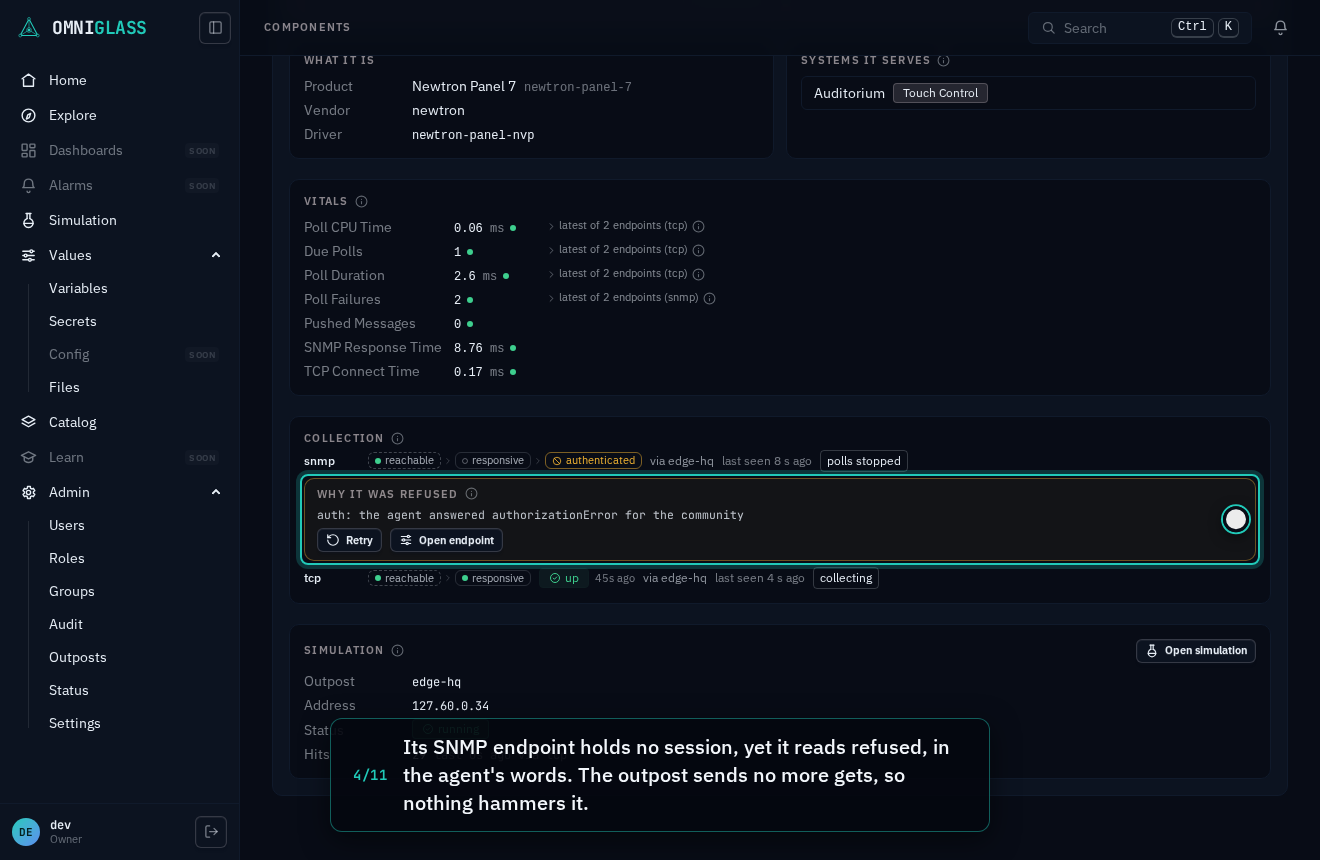 OMNIGLASS
COMPONENTS
Search
Ctrl K
Home
Explore
Dashboards SOON
Alarms SOON
Simulation
Values
Variables
Secrets
Config SOON
Files
Catalog
Learn SOON
Admin
Users
Roles
Groups
Audit
Outposts
Status
Settings
DE
dev
Owner
WHAT IT IS
Product Newtron Panel 7 newtron-panel-7
Vendor newtron
Driver newtron-panel-nvp
SYSTEMS IT SERVES
Auditorium Touch Control
VITALS
Poll CPU Time 0.06 ms latest of 2 endpoints (tcp)
Due Polls 1 latest of 2 endpoints (tcp)
Poll Duration 2.6 ms latest of 2 endpoints (tcp)
Poll Failures 2 latest of 2 endpoints (snmp)
Pushed Messages 0
SNMP Response Time 8.76 ms
TCP Connect Time 0.17 ms
COLLECTION
snmp reachable responsive authenticated via edge-hq last seen 8 s ago polls stopped
WHY IT WAS REFUSED
auth: the agent answered authorizationError for the community
Retry Open endpoint
tcp reachable responsive up 45s ago via edge-hq last seen 4 s ago collecting
SIMULATION
Open simulation
Outpost edge-hq
Address 127.60.0.34
Status running
Hits
4/11
Its SNMP endpoint holds no session, yet it reads refused, in
the agent's words. The outpost sends no more gets, so
nothing hammers it.